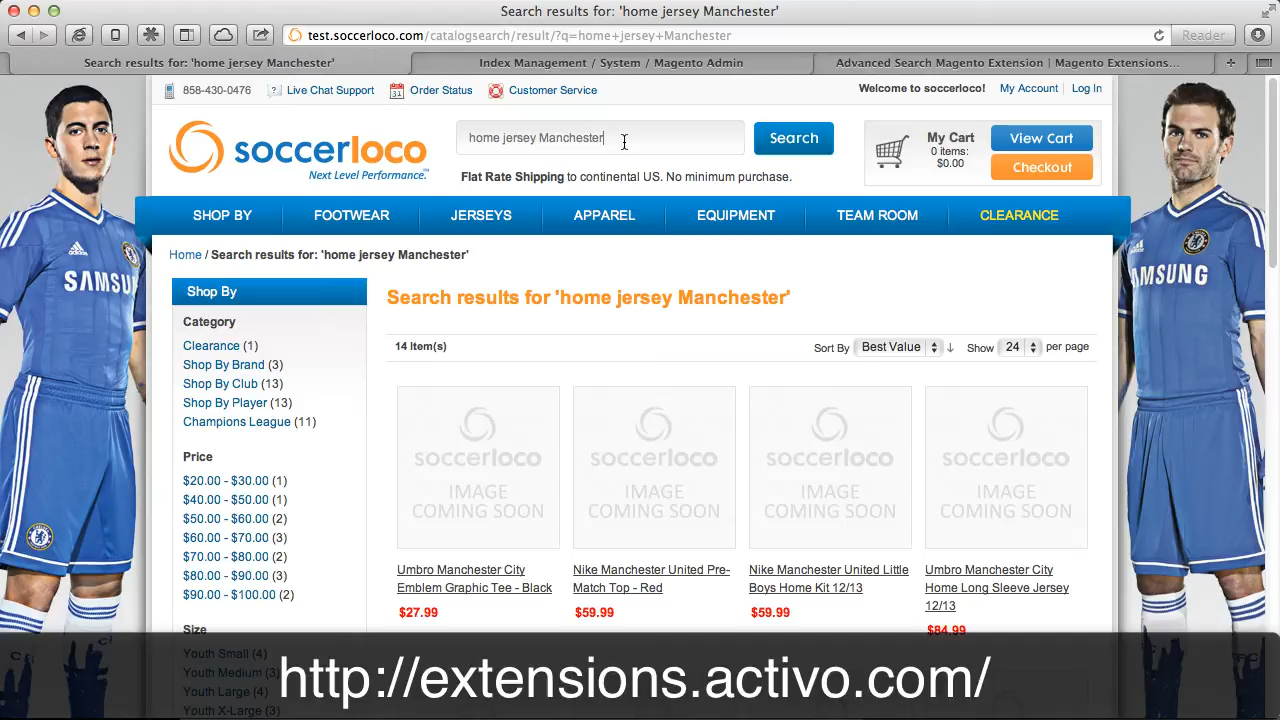 Search results for: 'home jersey Manchester'
test.soccerloco.com/catalogsearch/result/?q=home+jersey+Manchester
Reader
Search results for: 'home jersey Manchester'
Index Management / System / Magento Admin
Advanced Search Magento Extension | Magento Extensions...
858-430-0476
Live Chat Support
Order Status
Customer Service
Welcome to soccerloco!
My Account
Log In
soccerloco
Next Level Performance.™
home jersey Manchester
Search
Flat Rate Shipping to continental US. No minimum purchase.
My Cart
0 items:
$0.00
View Cart
Checkout
SHOP BY
FOOTWEAR
JERSEYS
APPAREL
EQUIPMENT
TEAM ROOM
CLEARANCE
Home / Search results for: 'home jersey Manchester'
Shop By
Category
Clearance (1)
Shop By Brand (3)
Shop By Club (13)
Shop By Player (13)
Champions League (11)
Price
$20.00 - $30.00 (1)
$40.00 - $50.00 (1)
$50.00 - $60.00 (2)
$60.00 - $70.00 (3)
$70.00 - $80.00 (2)
$80.00 - $90.00 (3)
$90.00 - $100.00 (2)
Size
Youth Small (4)
Youth Medium (3)
Youth Large (4)
Youth X-Large (3)
Search results for 'home jersey Manchester'
14 Item(s)
Sort By Best Value
Show 24 per page
soccerloco
IMAGE
COMING SOON
soccerloco
IMAGE
COMING SOON
soccerloco
IMAGE
COMING SOON
soccerloco
IMAGE
COMING SOON
Umbro Manchester City
Emblem Graphic Tee - Black
$27.99
Nike Manchester United Pre-
Match Top - Red
$59.99
Nike Manchester United Little
Boys Home Kit 12/13
$59.99
Umbro Manchester City
Home Long Sleeve Jersey
12/13
$84.99
SAMSUNG
SAMSUNG
http://extensions.activo.com/